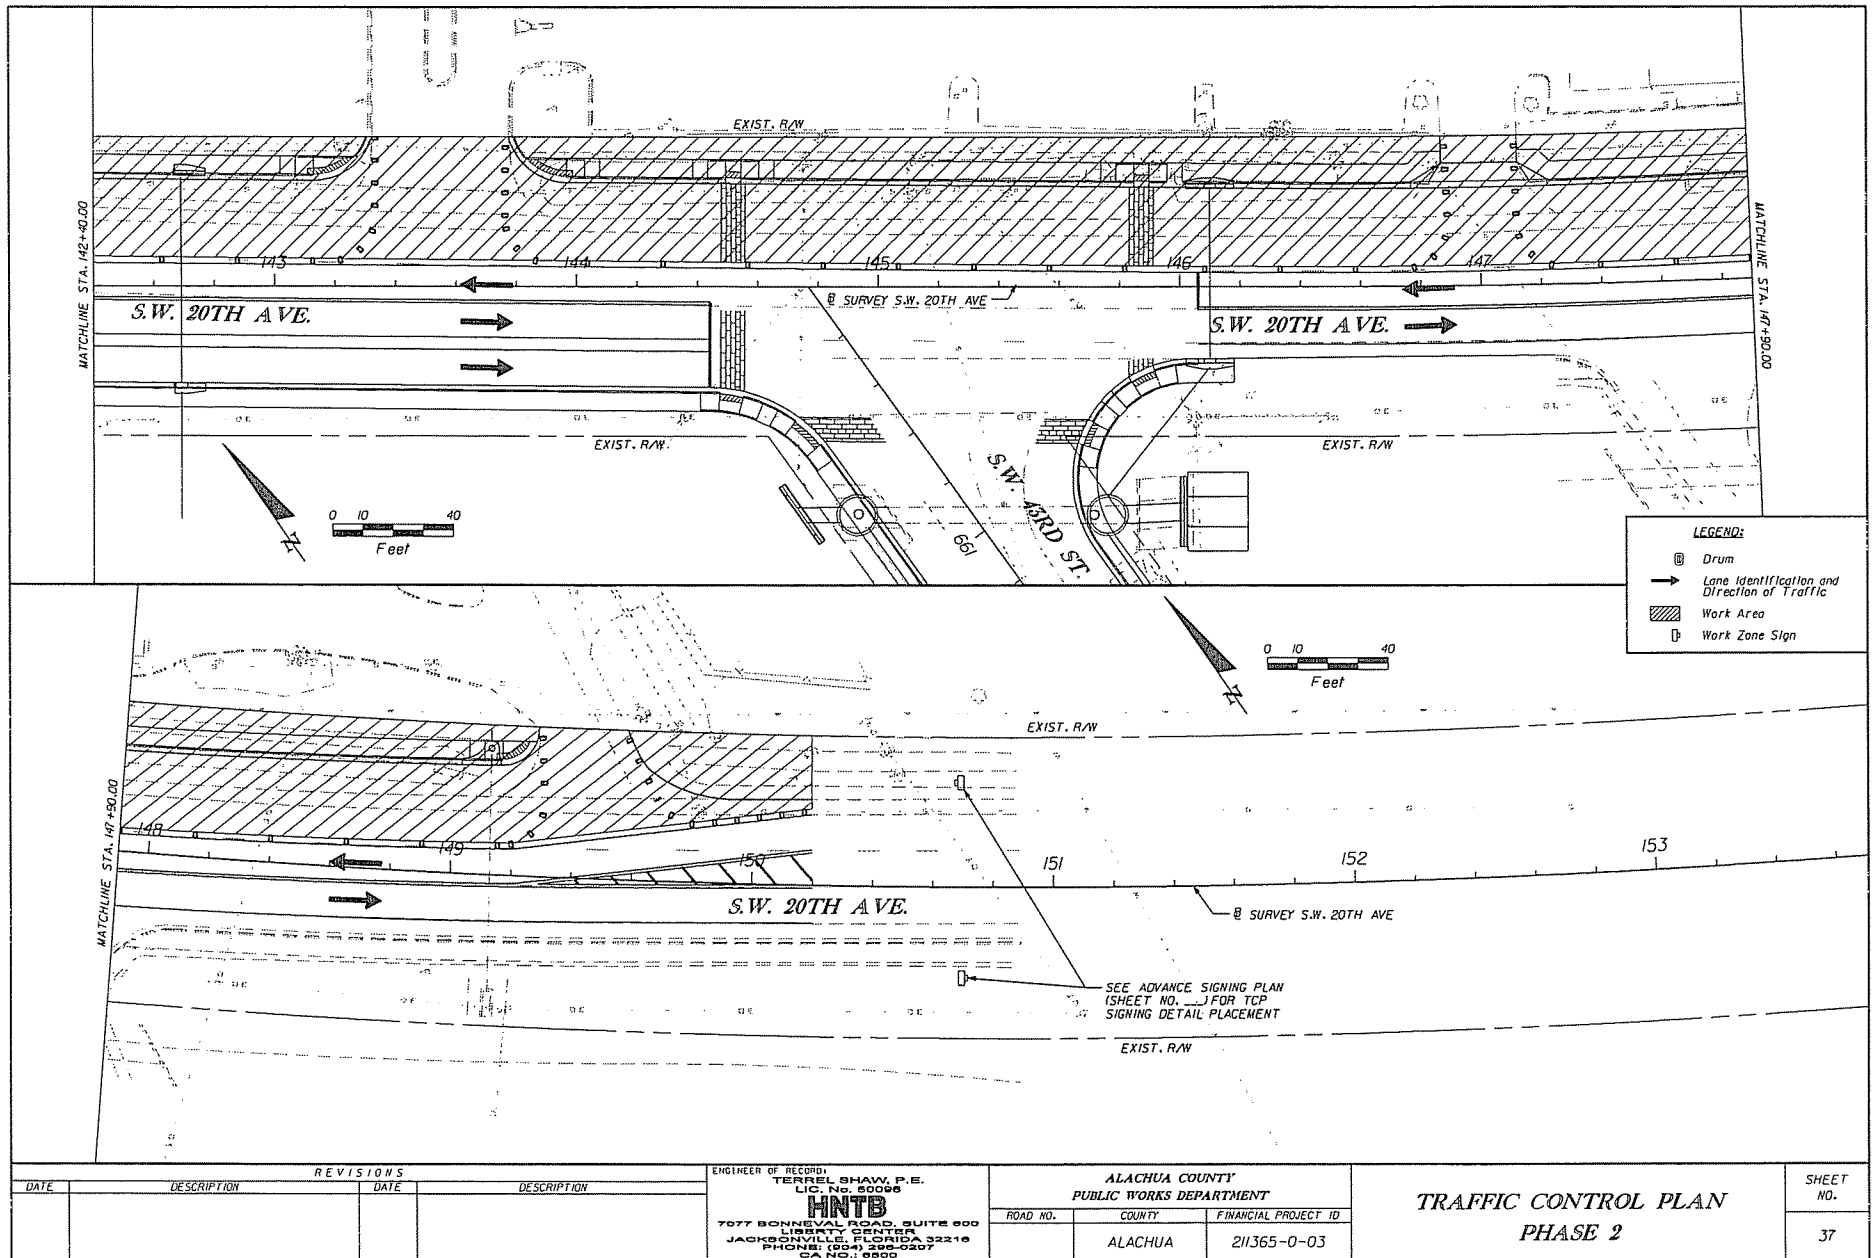 EXIST. R/W
MATCHLINE STA. 142+40.00
143
144
145
146
147
MATCHLINE STA. 147+90.00
S.W. 20TH AVE.
₿ SURVEY S.W. 20TH AVE
S.W. 20TH AVE.
EXIST. R/W
EXIST. R/W
S.W. 43RD ST.
661
N
0 10 40
Feet
LEGEND:
Drum
Lane Identification and
Direction of Traffic
Work Area
Work Zone Sign
N
0 10 40
Feet
EXIST. R/W
MATCHLINE STA. 147+90.00
148
149
150
151
152
153
S.W. 20TH AVE.
₿ SURVEY S.W. 20TH AVE
SEE ADVANCE SIGNING PLAN
(SHEET NO. __) FOR TCP
SIGNING DETAIL PLACEMENT
EXIST. R/W
REVISIONS
DATE DESCRIPTION DATE DESCRIPTION
ENGINEER OF RECORD:
TERREL SHAW, P.E.
LIC. No. 50096
HNTB
7077 BONNEVAL ROAD, SUITE 600
LIBERTY CENTER
JACKSONVILLE, FLORIDA 32216
PHONE: (904) 296-0207
CA NO.: 6500
ALACHUA COUNTY
PUBLIC WORKS DEPARTMENT
ROAD NO. COUNTY FINANCIAL PROJECT ID
ALACHUA 211365-0-03
TRAFFIC CONTROL PLAN
PHASE 2
SHEET
NO.
37